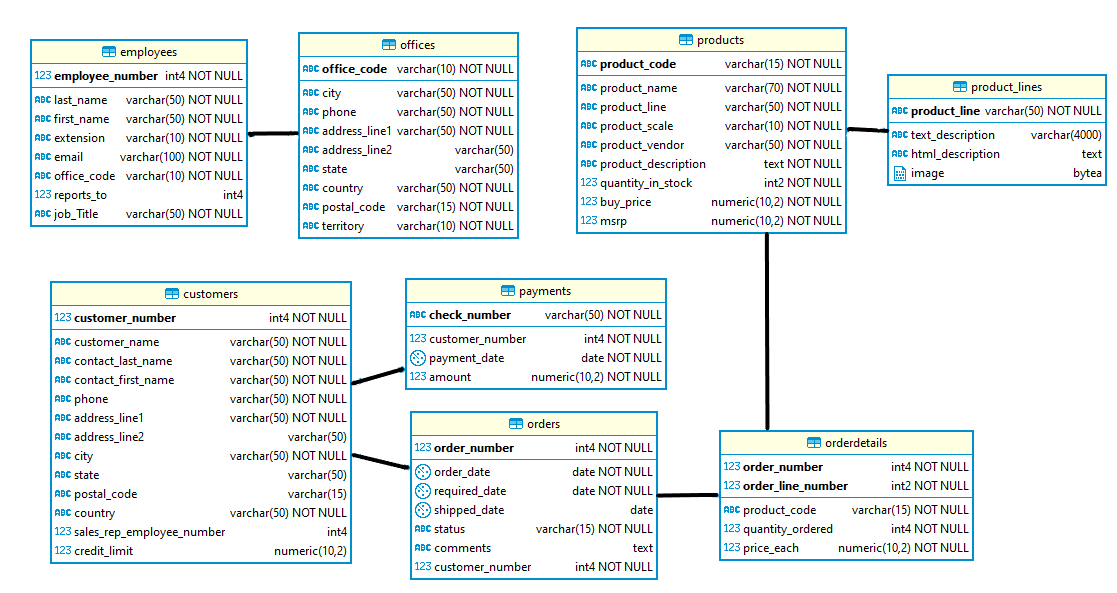 employees
123 employee_number int4 NOT NULL
ABC last_name varchar(50) NOT NULL
ABC first_name varchar(50) NOT NULL
ABC extension varchar(10) NOT NULL
ABC email varchar(100) NOT NULL
ABC office_code varchar(10) NOT NULL
123 reports_to int4
ABC job_Title varchar(50) NOT NULL
offices
ABC office_code varchar(10) NOT NULL
ABC city varchar(50) NOT NULL
ABC phone varchar(50) NOT NULL
ABC address_line1 varchar(50) NOT NULL
ABC address_line2 varchar(50)
ABC state varchar(50)
ABC country varchar(50) NOT NULL
ABC postal_code varchar(15) NOT NULL
ABC territory varchar(10) NOT NULL
products
ABC product_code varchar(15) NOT NULL
ABC product_name varchar(70) NOT NULL
ABC product_line varchar(50) NOT NULL
ABC product_scale varchar(10) NOT NULL
ABC product_vendor varchar(50) NOT NULL
ABC product_description text NOT NULL
123 quantity_in_stock int2 NOT NULL
123 buy_price numeric(10,2) NOT NULL
123 msrp numeric(10,2) NOT NULL
product_lines
ABC product_line varchar(50) NOT NULL
ABC text_description varchar(4000)
ABC html_description text
image bytea
customers
123 customer_number int4 NOT NULL
ABC customer_name varchar(50) NOT NULL
ABC contact_last_name varchar(50) NOT NULL
ABC contact_first_name varchar(50) NOT NULL
ABC phone varchar(50) NOT NULL
ABC address_line1 varchar(50) NOT NULL
ABC address_line2 varchar(50)
ABC city varchar(50) NOT NULL
ABC state varchar(50)
ABC postal_code varchar(15)
ABC country varchar(50) NOT NULL
123 sales_rep_employee_number int4
123 credit_limit numeric(10,2)
payments
ABC check_number varchar(50) NOT NULL
123 customer_number int4 NOT NULL
payment_date date NOT NULL
123 amount numeric(10,2) NOT NULL
orders
123 order_number int4 NOT NULL
order_date date NOT NULL
required_date date NOT NULL
shipped_date date
ABC status varchar(15) NOT NULL
ABC comments text
123 customer_number int4 NOT NULL
orderdetails
123 order_number int4 NOT NULL
123 order_line_number int2 NOT NULL
ABC product_code varchar(15) NOT NULL
123 quantity_ordered int4 NOT NULL
123 price_each numeric(10,2) NOT NULL